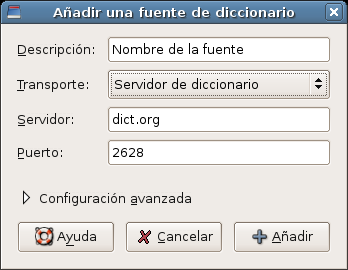 Añadir una fuente de diccionario
Descripción: Nombre de la fuente
Transporte: Servidor de diccionario
Servidor: dict.org
Puerto: 2628
Configuración avanzada
Ayuda Cancelar Añadir